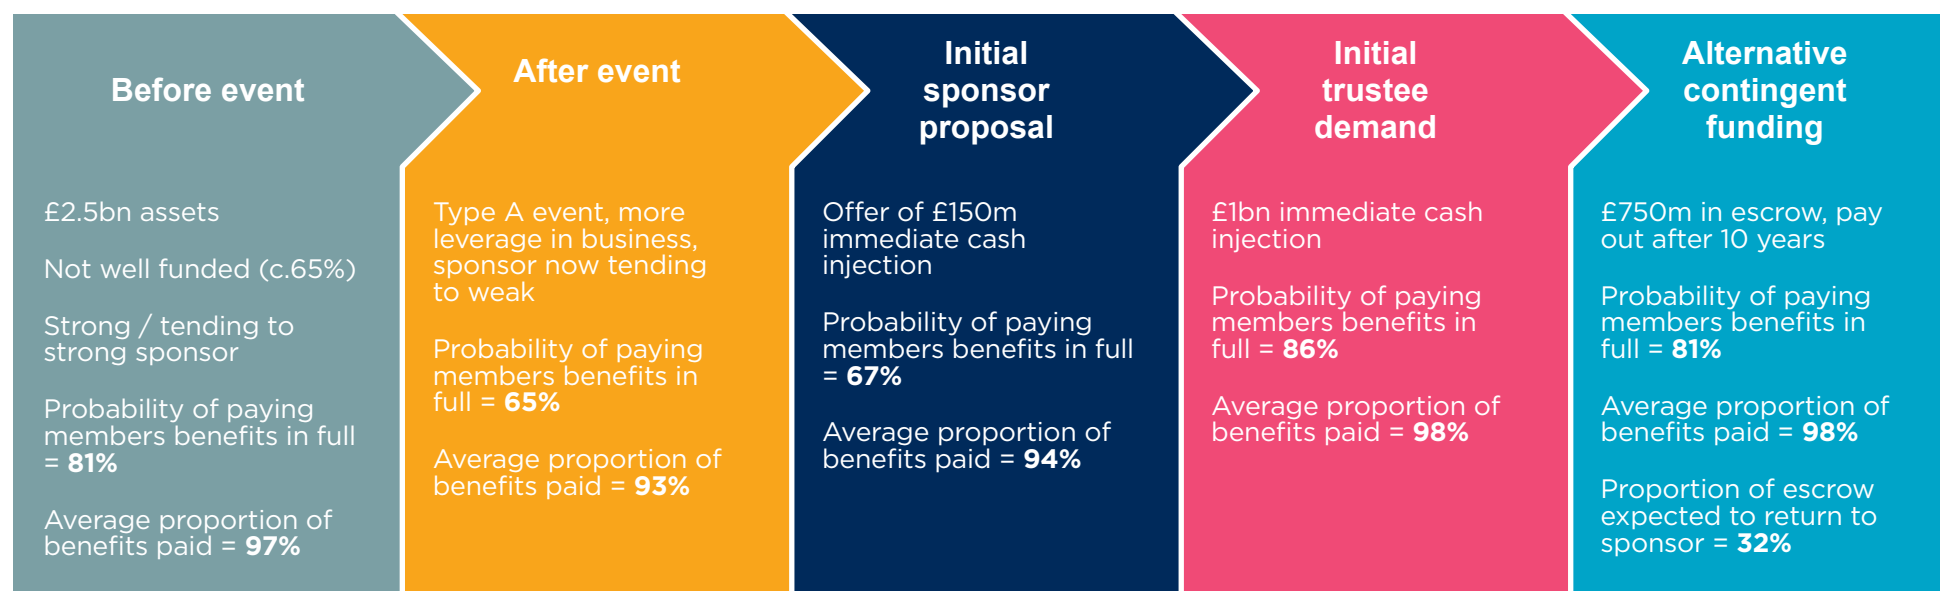 Before event
£2.5bn assets
Not well funded (c.65%)
Strong / tending to
strong sponsor
Probability of paying
members benefits in full
= 81%
Average proportion of
benefits paid = 97%
After event
Type A event, more
leverage in business,
sponsor now tending
to weak
Probability of paying
members benefits in
full = 65%
Average proportion of
benefits paid = 93%
Initial
sponsor
proposal
Offer of £150m
immediate cash
injection
Probability of paying
members benefits in full
= 67%
Average proportion of
benefits paid = 94%
Initial
trustee
demand
£1bn immediate cash
injection
Probability of paying
members benefits in
full = 86%
Average proportion of
benefits paid = 98%
Alternative
contingent
funding
£750m in escrow, pay
out after 10 years
Probability of paying
members benefits in
full = 81%
Average proportion of
benefits paid = 98%
Proportion of escrow
expected to return to
sponsor = 32%